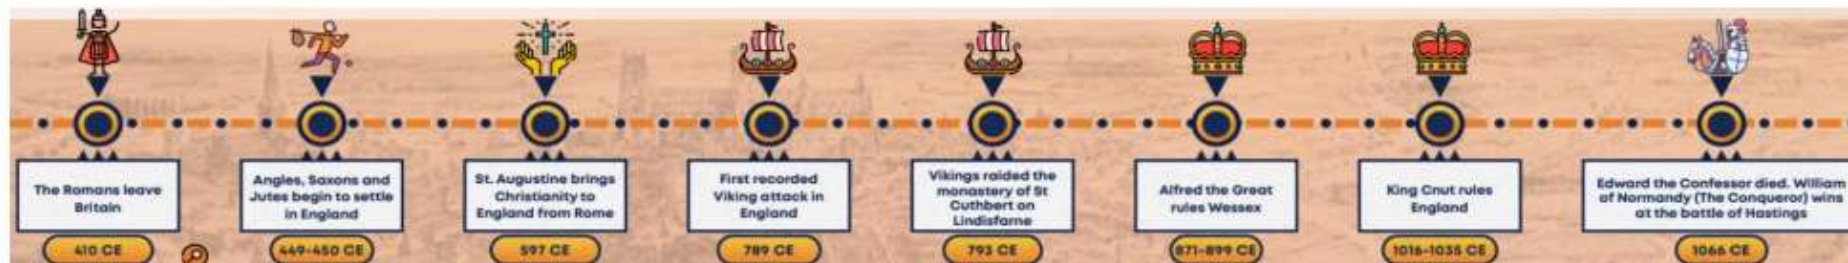 The Romans leave
Britain
410 CE
Angles, Saxons and
Jutes begin to settle
in England
449-450 CE
St. Augustine brings
Christianity to
England from Rome
597 CE
First recorded
Viking attack in
England
789 CE
Vikings raided the
monastery of St
Cuthbert on
Lindisfarne
793 CE
Alfred the Great
rules Wessex
871-899 CE
King Cnut rules
England
1016-1035 CE
Edward the Confessor died. William
of Normandy (The Conqueror) wins
at the battle of Hastings
1066 CE